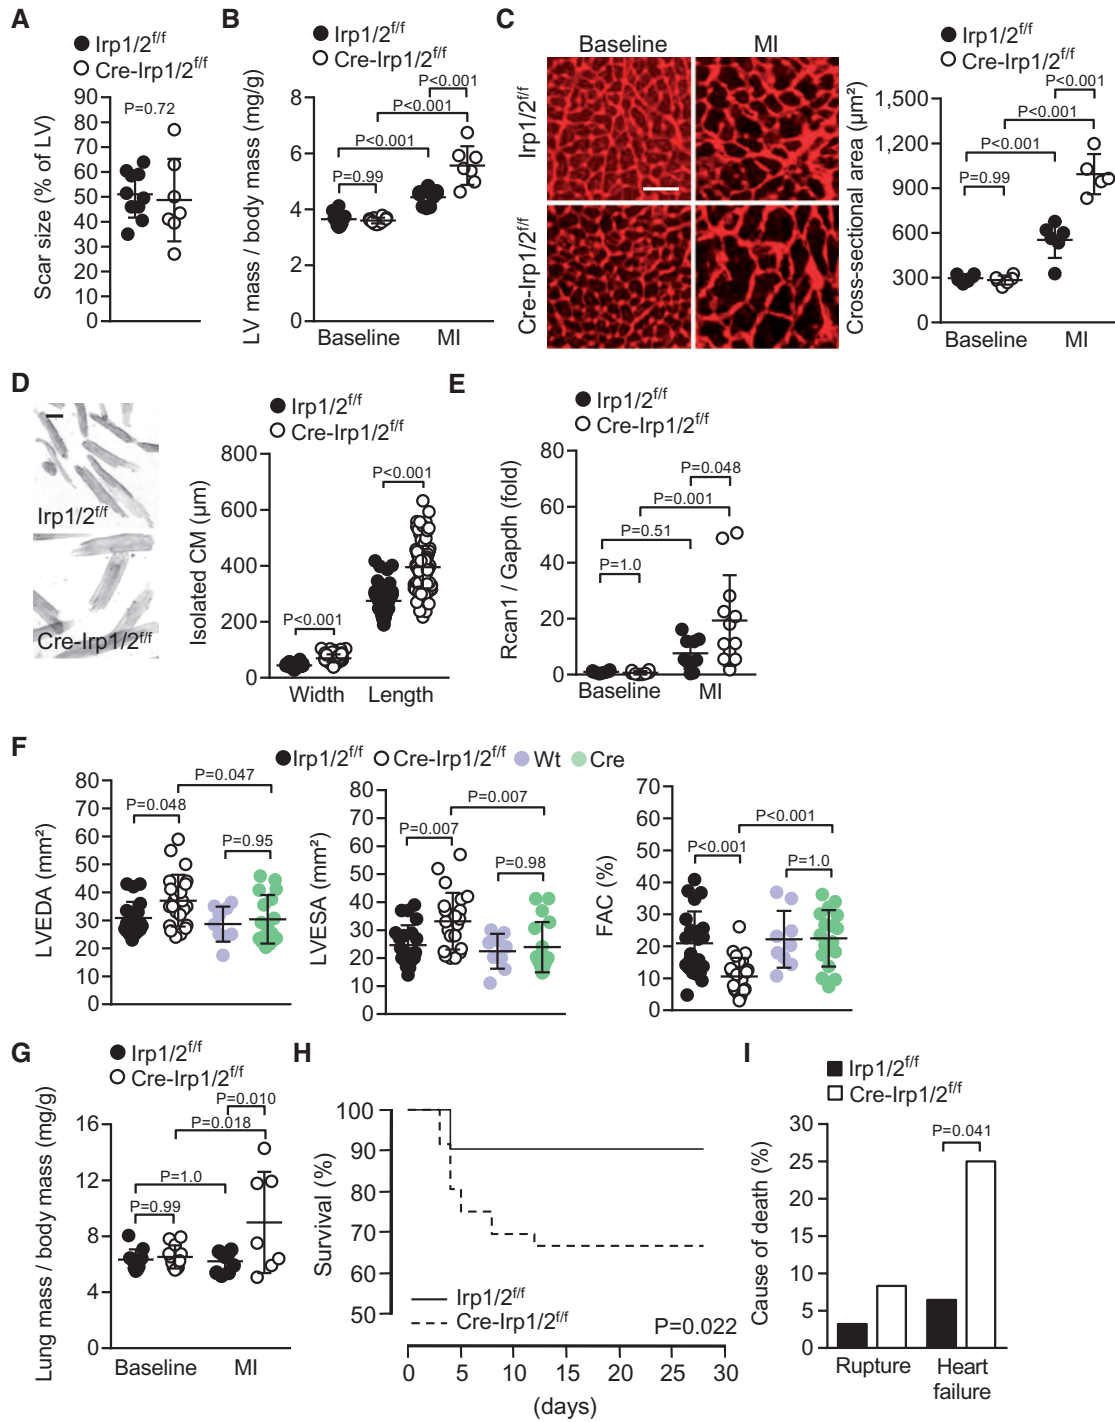 A
Irp1/2f/f
Cre-Irp1/2f/f
P=0.72
Scar size (% of LV)
90
80
70
60
50
40
30
20
10
0
B
Irp1/2f/f
Cre-Irp1/2f/f
P<0.001
P<0.001
P<0.001
P=0.99
LV mass / body mass (mg/g)
8
6
4
2
0
Baseline MI
C
Baseline MI
Irp1/2f/f
Cre-Irp1/2f/f
Irp1/2f/f
Cre-Irp1/2f/f
P<0.001
P<0.001
P<0.001
P=0.99
Cross-sectional area (µm²)
1,500
1,200
900
600
300
0
Baseline MI
D
Irp1/2f/f
Cre-Irp1/2f/f
Irp1/2f/f
Cre-Irp1/2f/f
P<0.001
P<0.001
Isolated CM (µm)
800
600
400
200
0
Width Length
E
Irp1/2f/f
Cre-Irp1/2f/f
P=0.048
P=0.001
P=0.51
P=1.0
Rcan1 / Gapdh (fold)
80
60
40
20
0
Baseline MI
F
Irp1/2f/f Cre-Irp1/2f/f Wt Cre
P=0.047
P=0.048
P=0.95
LVEDA (mm²)
80
70
60
50
40
30
20
10
0
P=0.007
P=0.007
P=0.98
LVESA (mm²)
80
70
60
50
40
30
20
10
0
P<0.001
P<0.001
P=1.0
FAC (%)
70
60
50
40
30
20
10
0
G
Irp1/2f/f
Cre-Irp1/2f/f
P=0.010
P=0.018
P=1.0
P=0.99
Lung mass / body mass (mg/g)
16
12
8
4
0
Baseline MI
H
Survival (%)
100
90
80
70
60
50
Irp1/2f/f
Cre-Irp1/2f/f
P=0.022
0 5 10 15 20 25 30
(days)
I
Irp1/2f/f
Cre-Irp1/2f/f
P=0.041
Cause of death (%)
30
25
20
15
10
5
0
Rupture Heart
failure